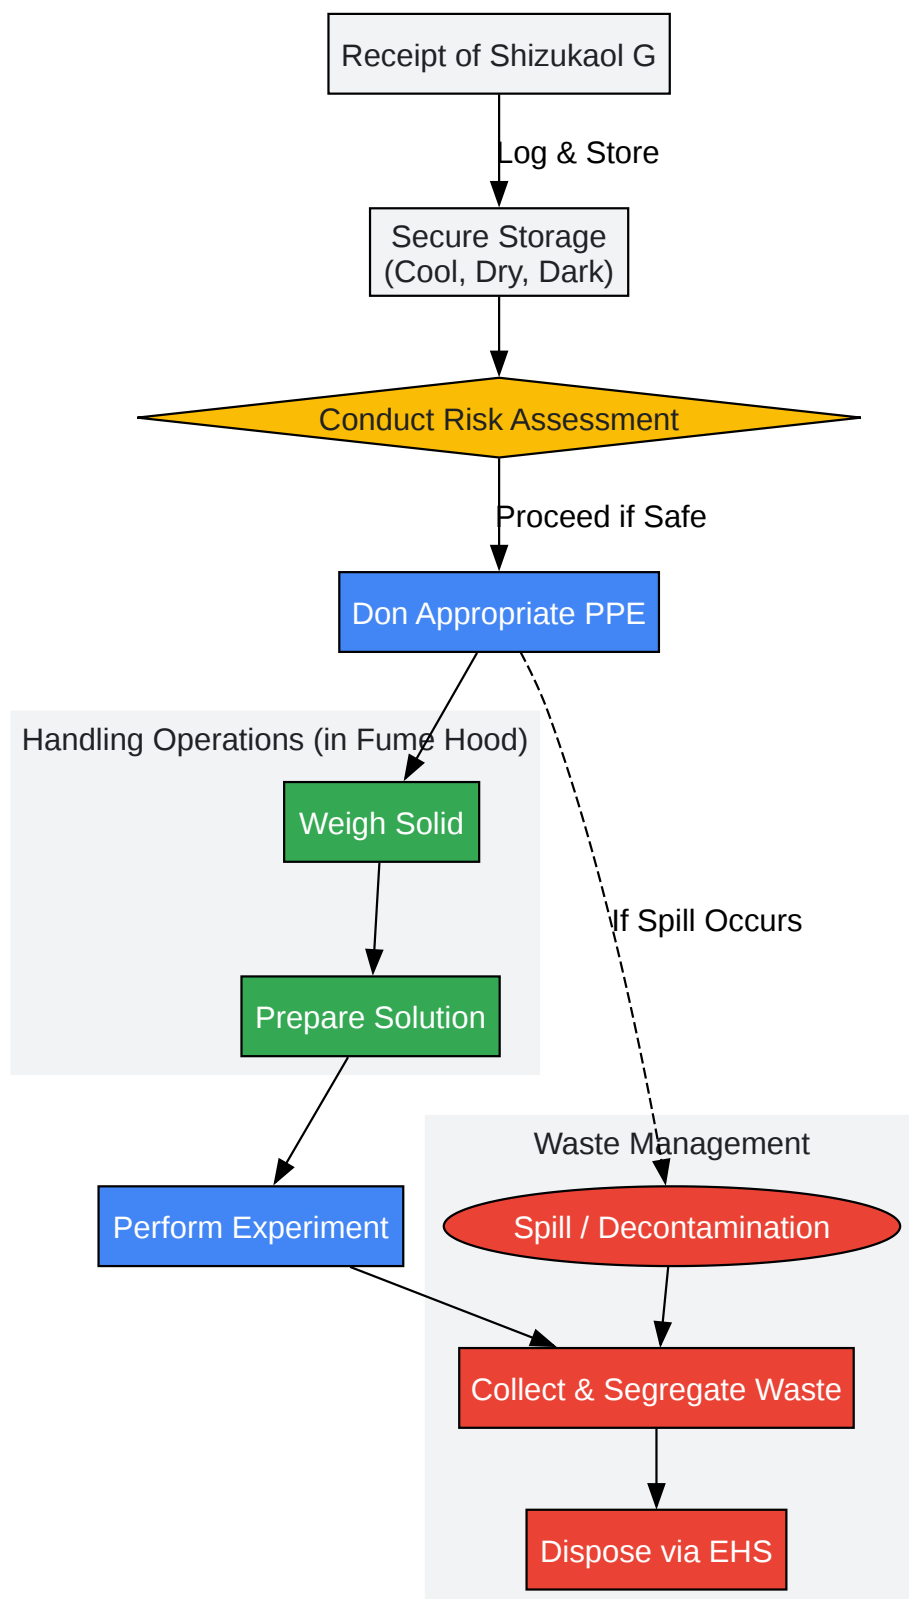 Receipt of Shizukaol G
Log & Store
Secure Storage
(Cool, Dry, Dark)
Conduct Risk Assessment
Proceed if Safe
Don Appropriate PPE
Handling Operations (in Fume Hood)
Weigh Solid
If Spill Occurs
Prepare Solution
Waste Management
Perform Experiment
Spill / Decontamination
Collect & Segregate Waste
Dispose via EHS